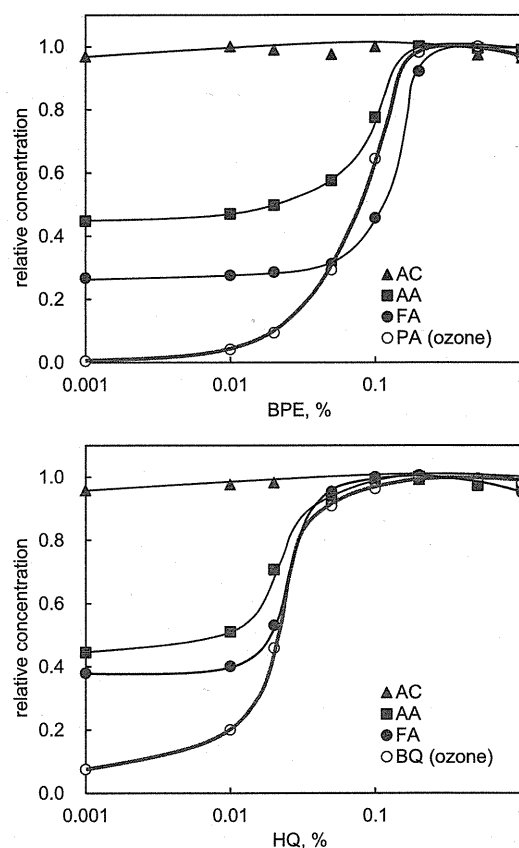 1.0
0.8
0.6
0.4
0.2
0.0
relative concentration
AC
AA
FA
PA (ozone)
0.001 0.01 0.1
BPE, %
1.0
0.8
0.6
0.4
0.2
0.0
relative concentration
AC
AA
FA
BQ (ozone)
0.001 0.01 0.1
HQ, %